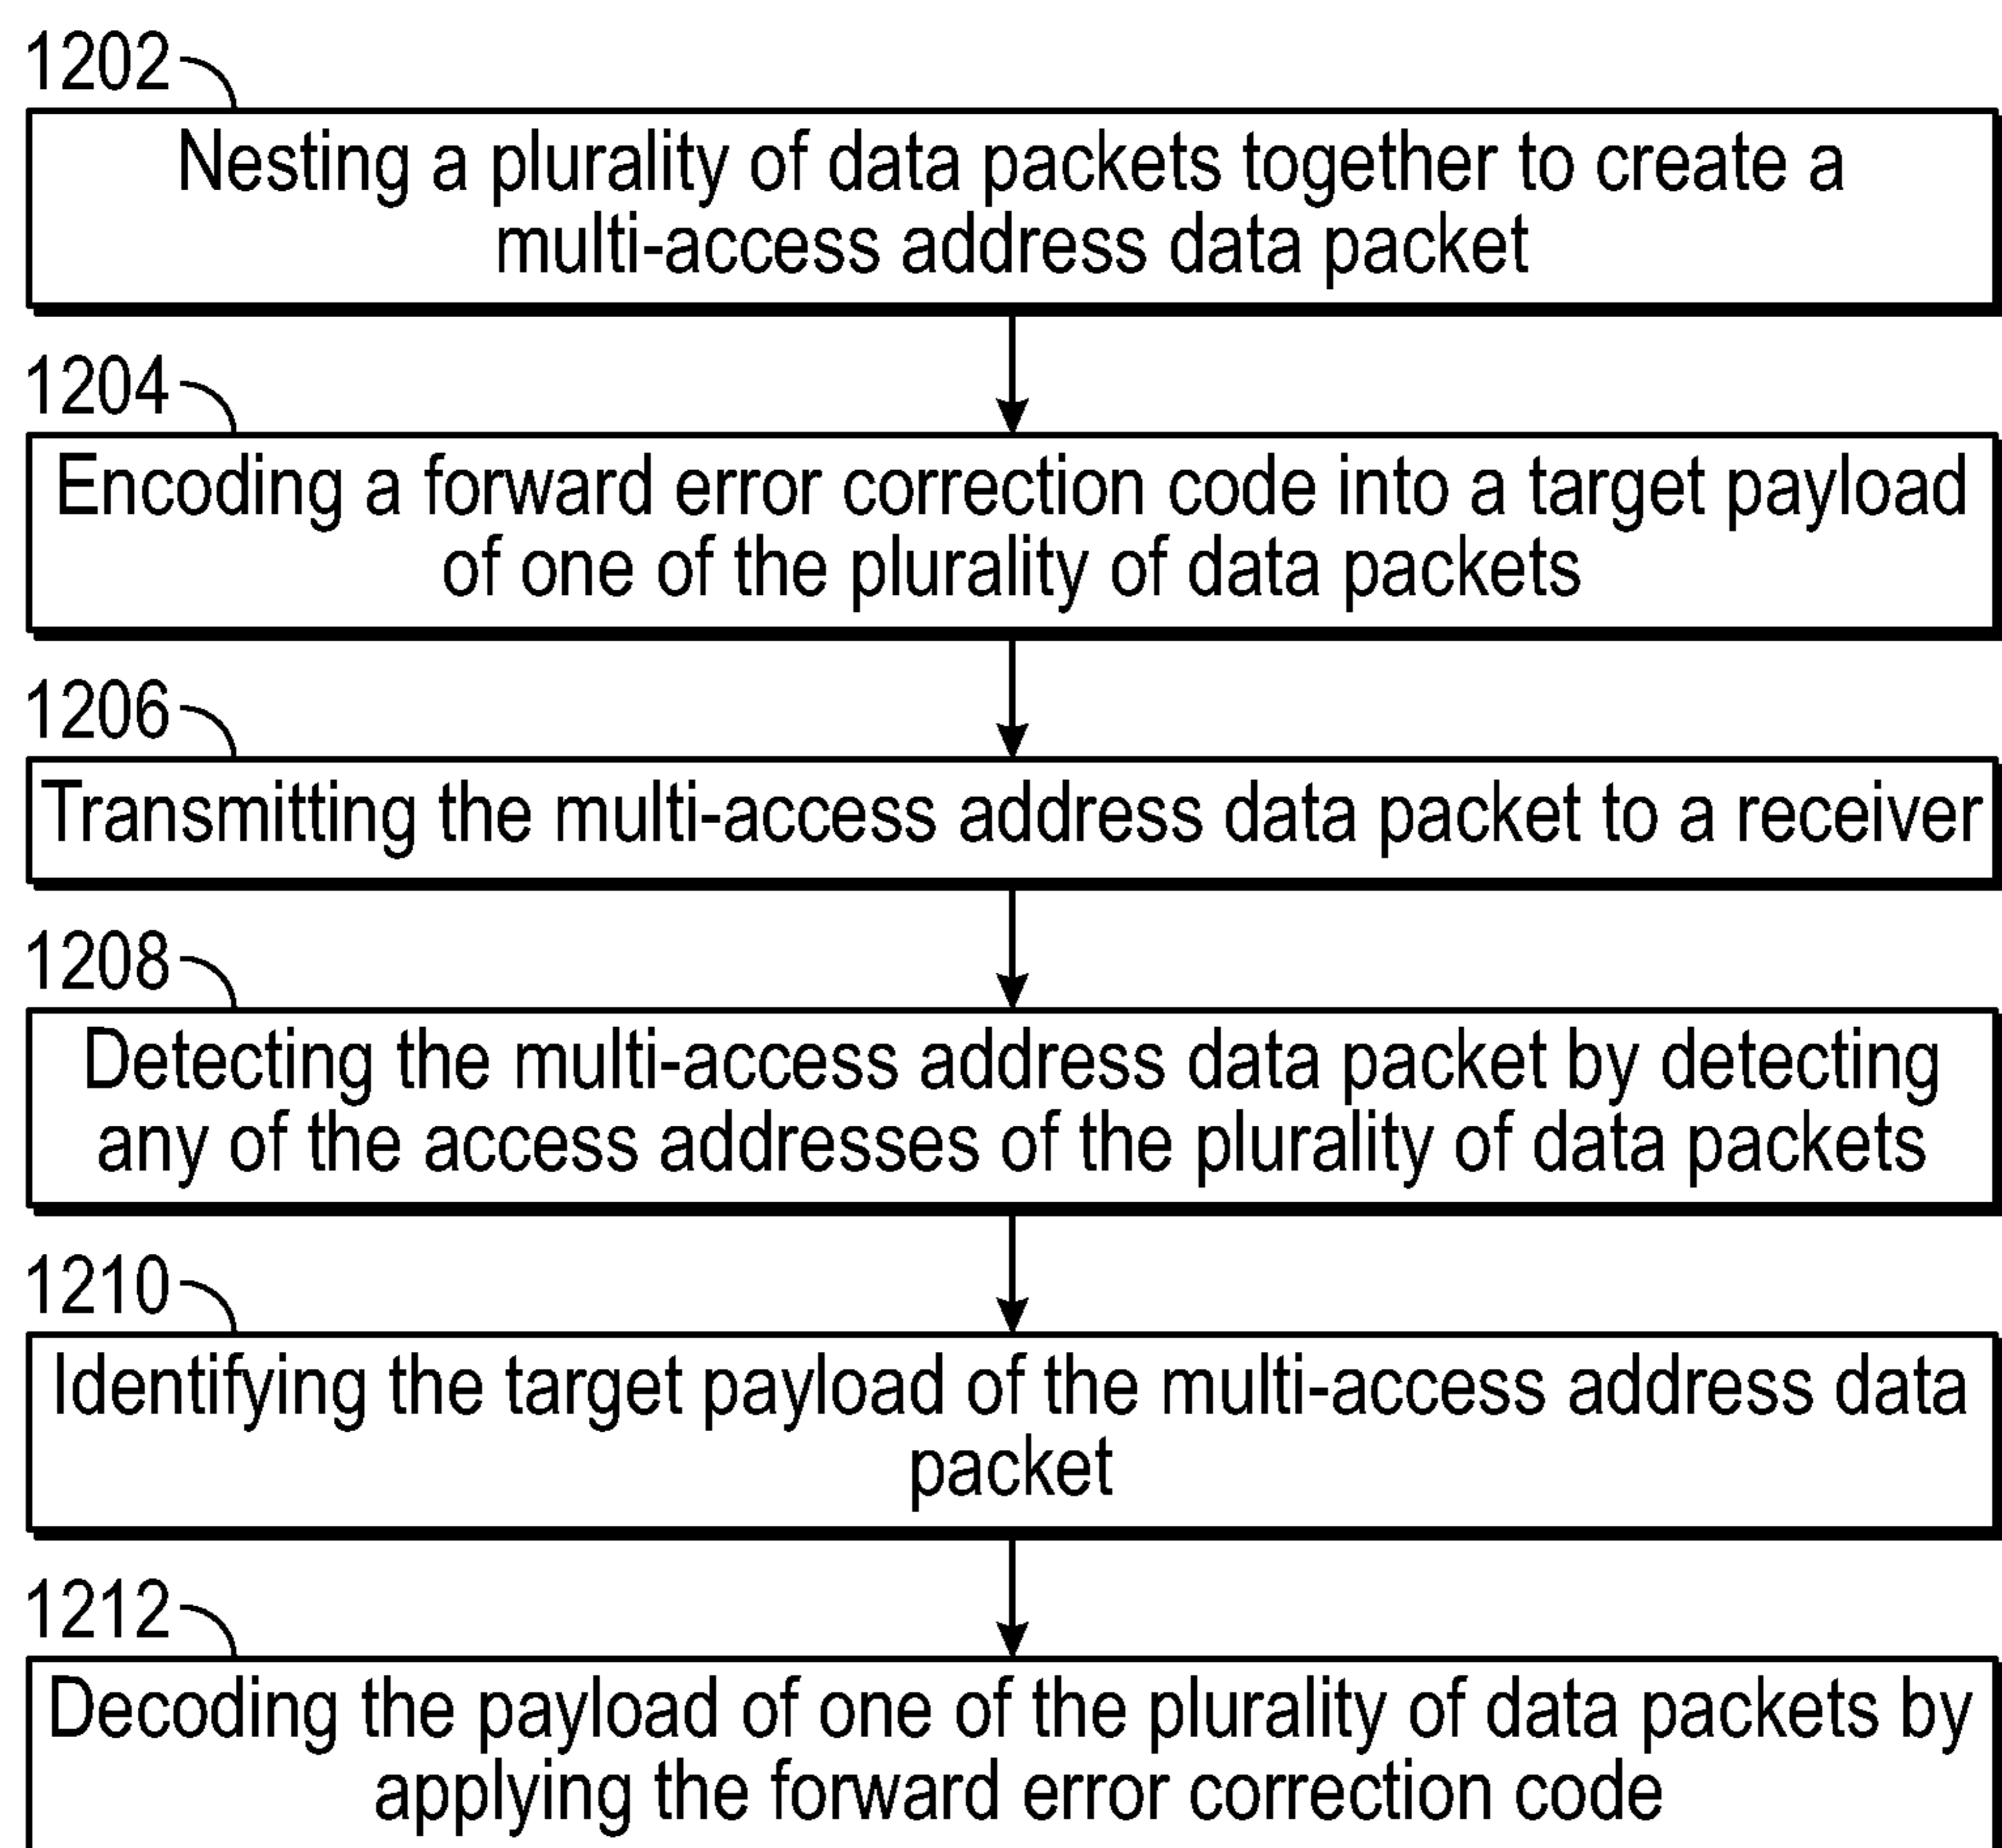 1202
Nesting a plurality of data packets together to create a
multi-access address data packet
1204
Encoding a forward error correction code into a target payload
of one of the plurality of data packets
1206
Transmitting the multi-access address data packet to a receiver
1208
Detecting the multi-access address data packet by detecting
any of the access addresses of the plurality of data packets
1210
Identifying the target payload of the multi-access address data
packet
1212
Decoding the payload of one of the plurality of data packets by
applying the forward error correction code